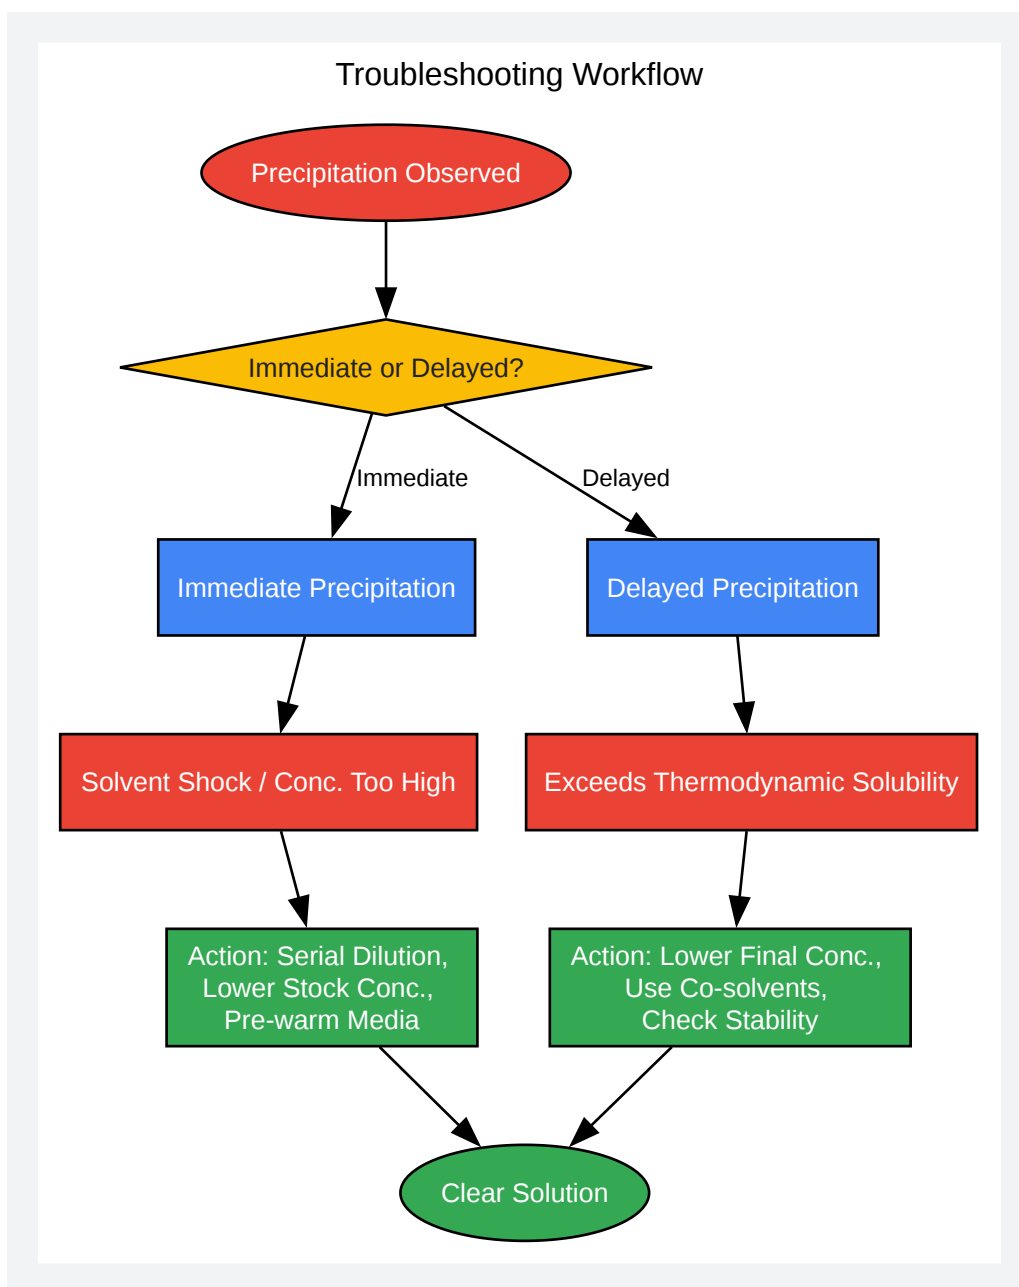 Troubleshooting Workflow
Precipitation Observed
Immediate or Delayed?
Immediate
Delayed
Immediate Precipitation
Delayed Precipitation
Solvent Shock / Conc. Too High
Exceeds Thermodynamic Solubility
Action: Serial Dilution,
Lower Stock Conc.,
Pre-warm Media
Action: Lower Final Conc.,
Use Co-solvents,
Check Stability
Clear Solution